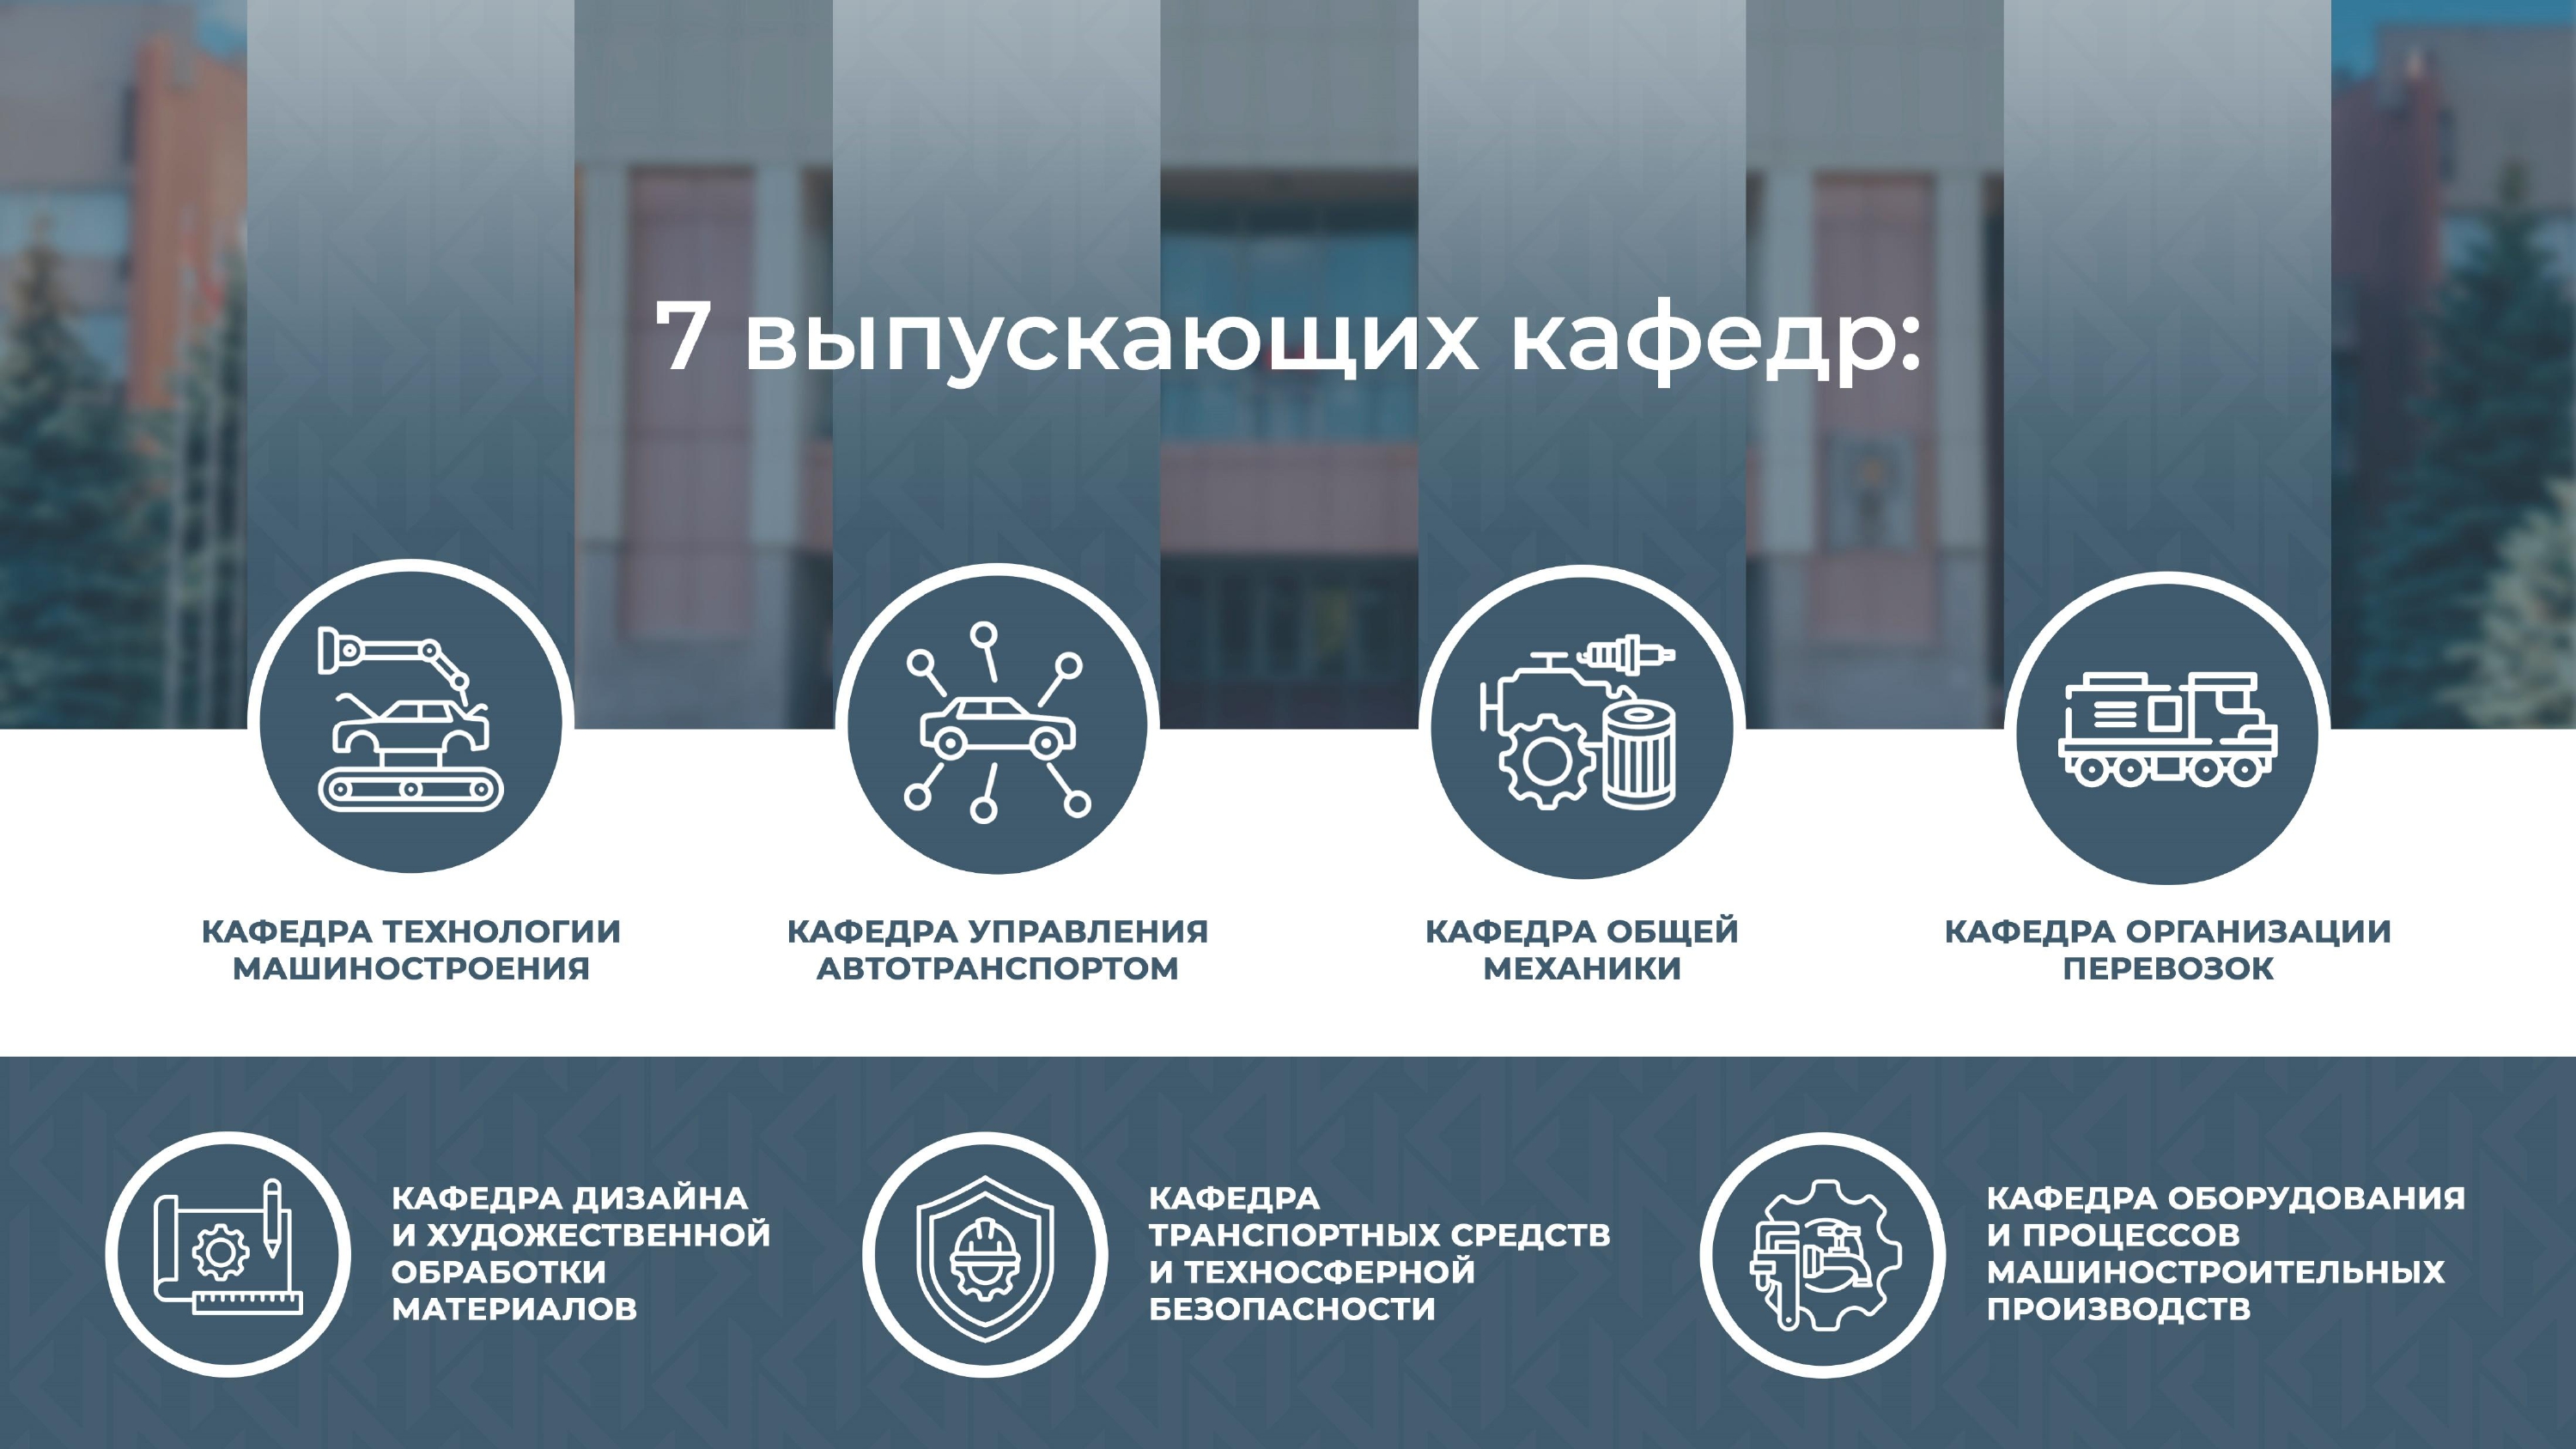 7 выпускающих кафедр:
КАФЕДРА ТЕХНОЛОГИИ
МАШИНОСТРОЕНИЯ
КАФЕДРА УПРАВЛЕНИЯ
АВТОТРАНСПОРТОМ
КАФЕДРА ОБЩЕЙ
МЕХАНИКИ
КАФЕДРА ОРГАНИЗАЦИИ
ПЕРЕВОЗОК
КАФЕДРА ДИЗАЙНА
И ХУДОЖЕСТВЕННОЙ
ОБРАБОТКИ
МАТЕРИАЛОВ
КАФЕДРА
ТРАНСПОРТНЫХ СРЕДСТВ
И ТЕХНОСФЕРНОЙ
БЕЗОПАСНОСТИ
КАФЕДРА ОБОРУДОВАНИЯ
И ПРОЦЕССОВ
МАШИНОСТРОИТЕЛЬНЫХ
ПРОИЗВОДСТВ